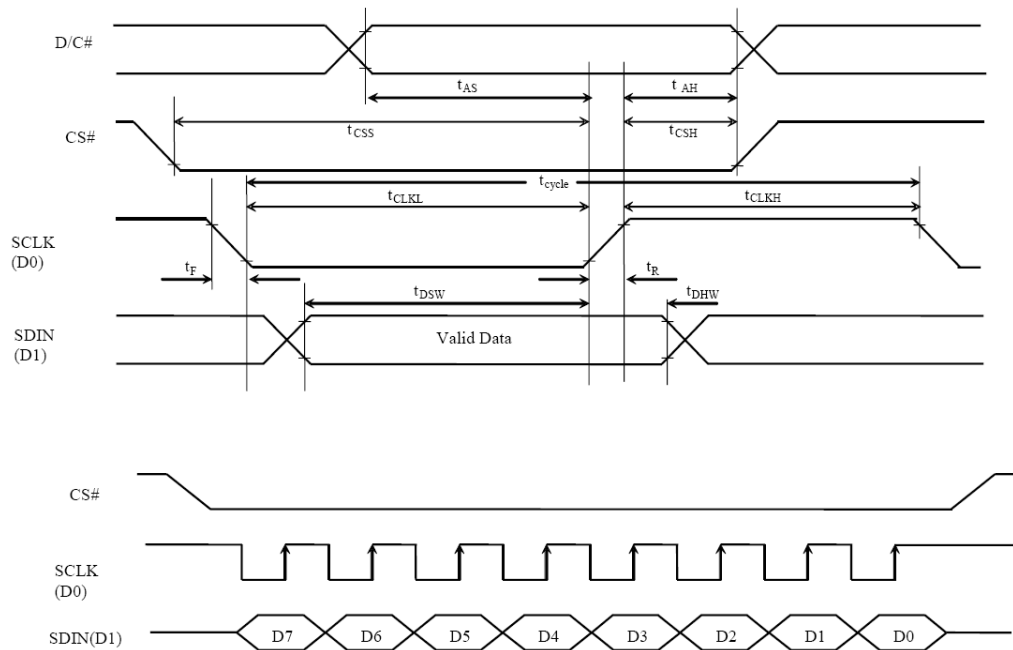 D/C#
tAS
tAH
CS#
tCSS
tCSH
tcycle
tCLKL
tCLKH
SCLK
(D0)
tF
tR
tDSW
tDHW
SDIN
(D1)
Valid Data
CS#
SCLK
(D0)
SDIN(D1)
D7 D6 D5 D4 D3 D2 D1 D0